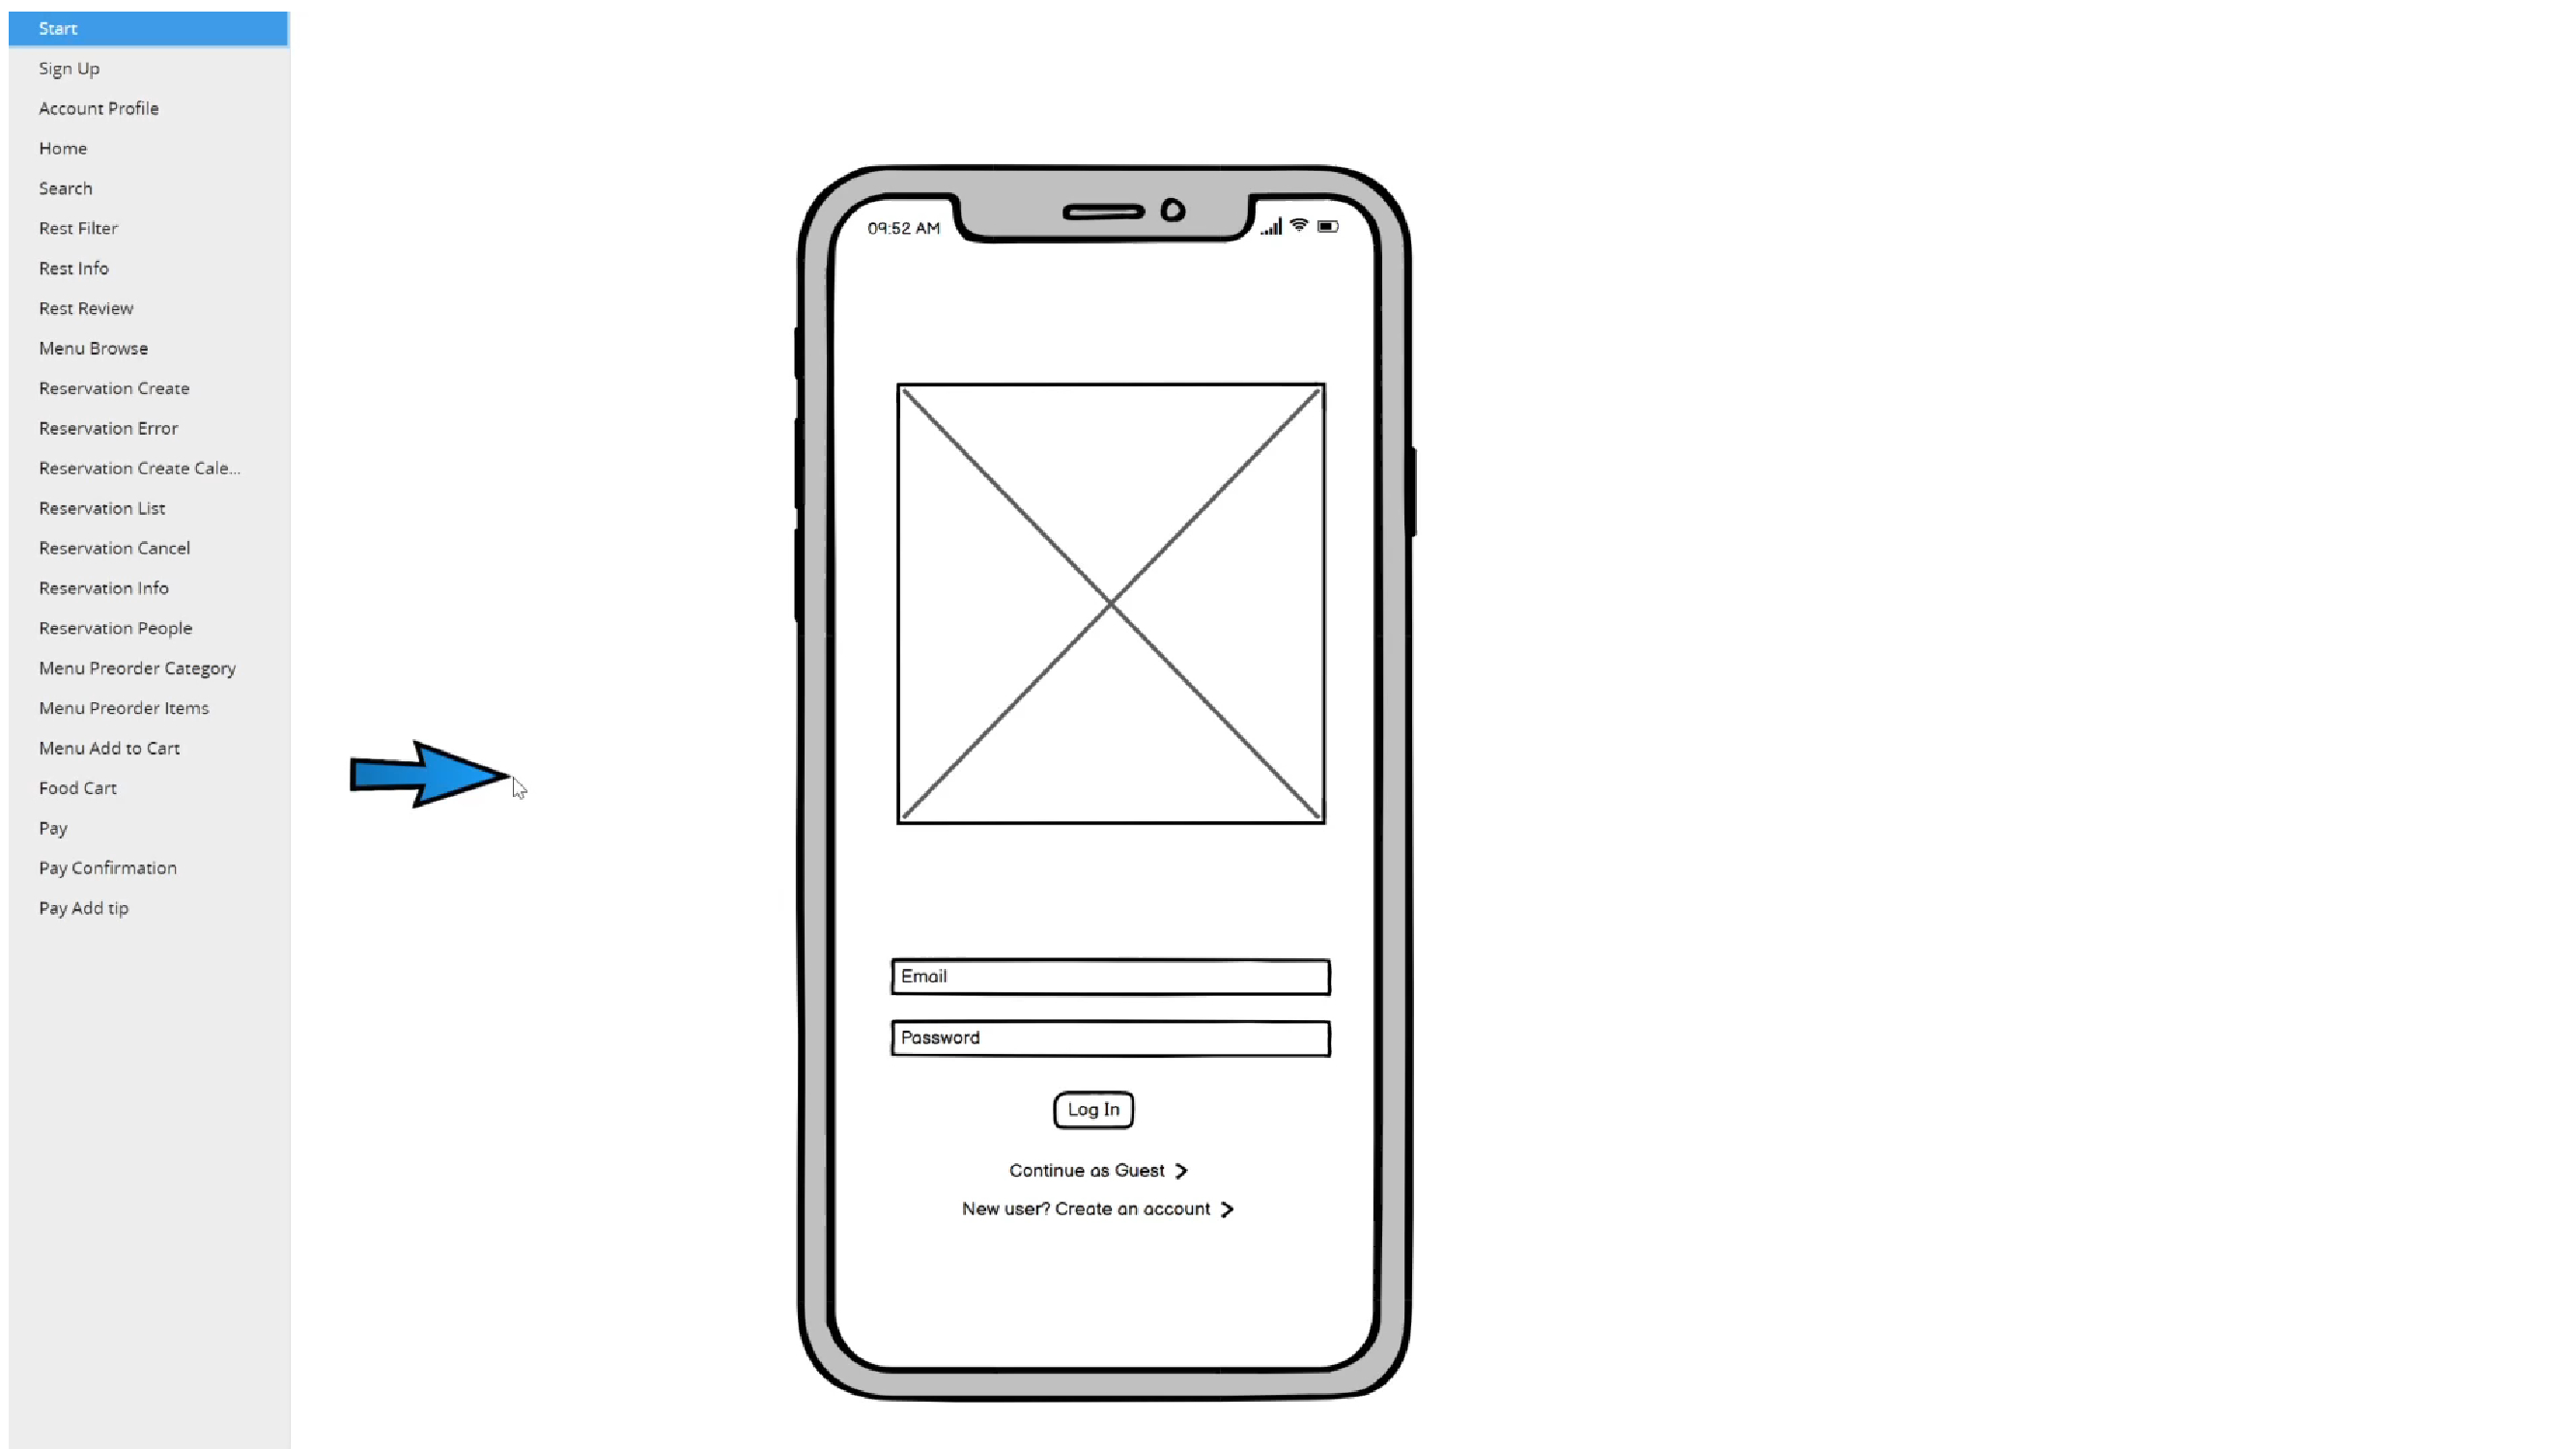 Start
Sign Up
Account Profile
Home
Search
Rest Filter
Rest Info
Rest Review
Menu Browse
Reservation Create
Reservation Error
Reservation Create Cale...
Reservation List
Reservation Cancel
Reservation Info
Reservation People
Menu Preorder Category
Menu Preorder Items
Menu Add to Cart
Food Cart
Pay
Pay Confirmation
Pay Add tip
09:52 AM
Email
Password
Log In
Continue as Guest
New user? Create an account